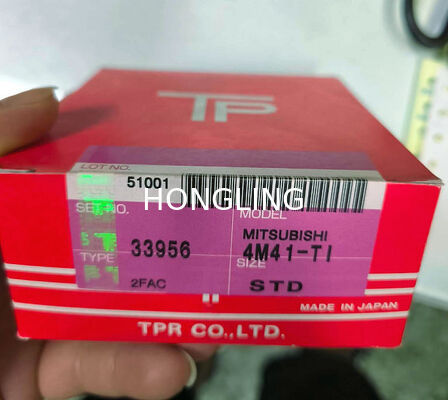 TP
LOT NO.
51001
HONGLING
SET NO.
MODEL
MITSUBISHI
33956
4M41-TI
TYPE
SIZE
2FAC
STD
MADE IN JAPAN
TPR CO.,LTD.